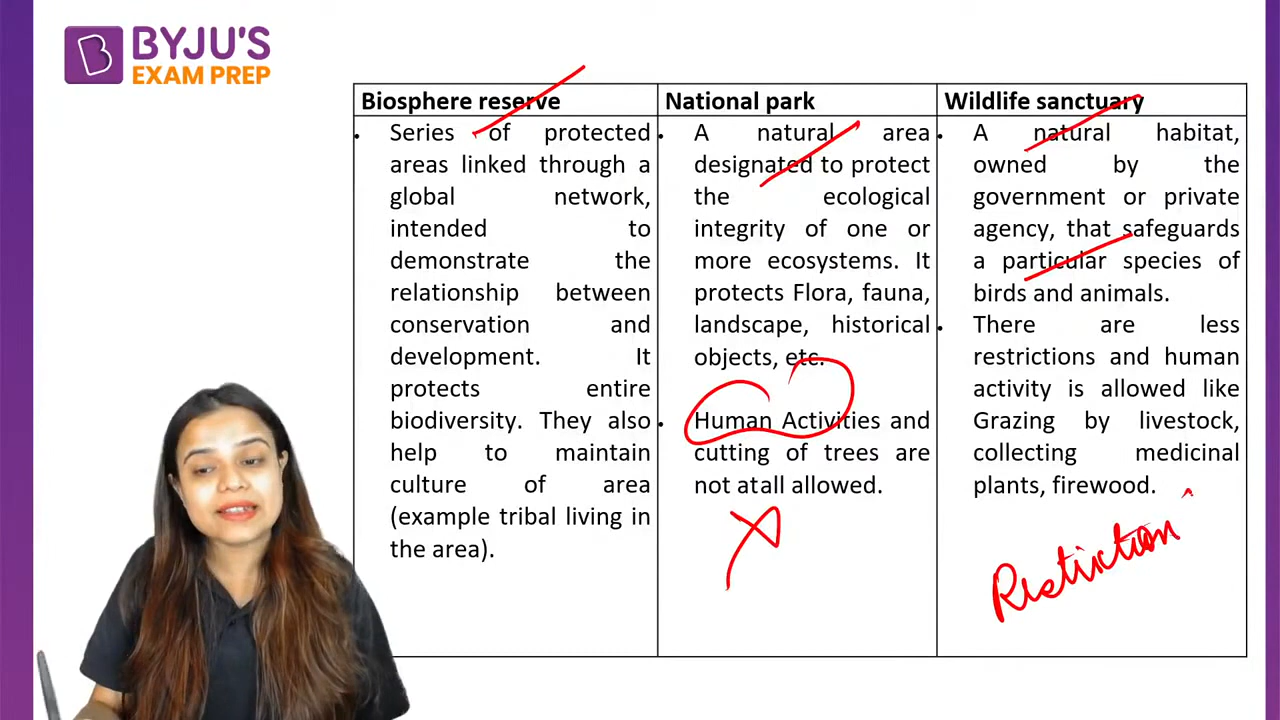 BYJU'S
EXAM PREP
Biosphere reserve
• Series of protected
areas linked through a
global network,
intended to
demonstrate the
relationship between
conservation and
development. It
protects entire
biodiversity. They also
help to maintain
culture of area
(example tribal living in
the area).
National park
• A natural area
designated to protect
the ecological
integrity of one or
more ecosystems. It
protects Flora, fauna,
landscape, historical
objects, etc.
• Human Activities and
cutting of trees are
not atall allowed.
Wildlife sanctuary
• A natural habitat,
owned by the
government or private
agency, that safeguards
a particular species of
birds and animals.
• There are less
restrictions and human
activity is allowed like
Grazing by livestock,
collecting medicinal
plants, firewood.
Restriction